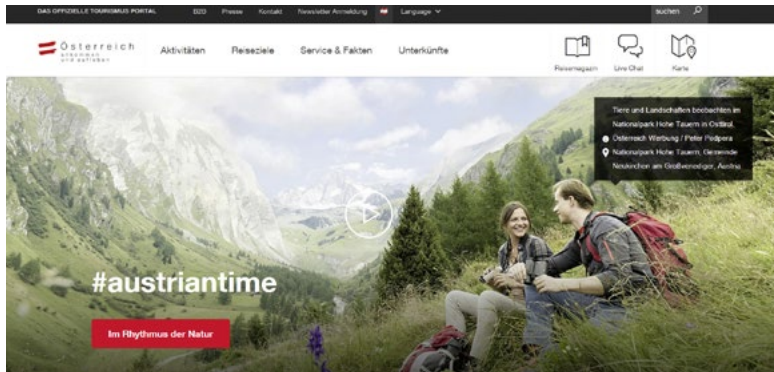 DAS OFFIZIELLE TOURISMUS PORTAL B2B Presse Kontakt Newsletter Anmeldung Language suchen
Österreich
ankommen
und aufleben
Aktivitäten Reiseziele Service & Fakten Unterkünfte
Reisemagazin Live Chat Karte
Tiere und Landschaften beobachten im
Nationalpark Hohe Tauern in Osttirol.
Österreich Werbung / Peter Podpera
Nationalpark Hohe Tauern, Gemeinde
Neukirchen am Großvenediger, Austria
#austriantime
Im Rhythmus der Natur